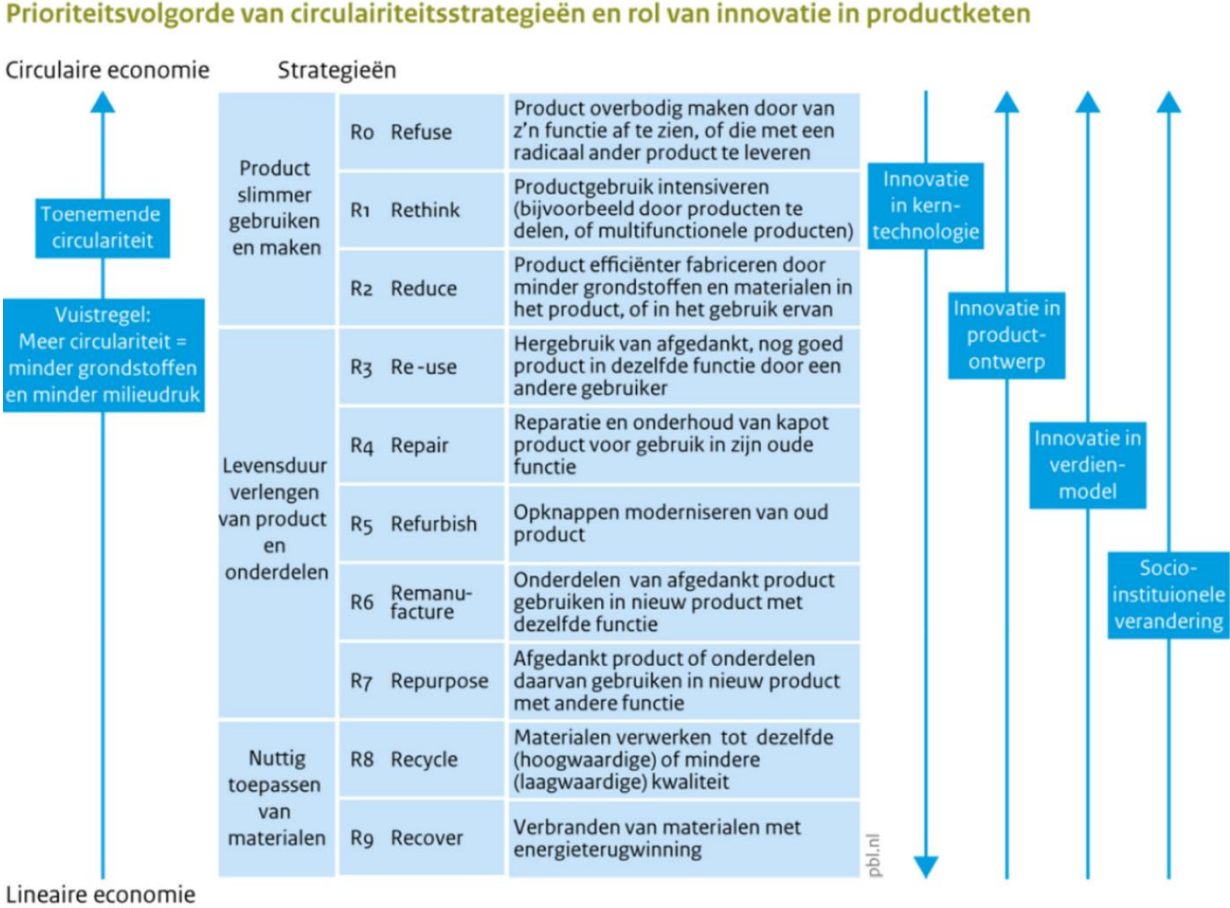 Prioriteitsvolgorde van circulairiteitsstrategieën en rol van innovatie in productketen
Circulaire economie
Strategieën
Toenemende
circulariteit
Vuistregel:
Meer circulariteit =
minder grondstoffen
en minder milieudruk
Lineaire economie
Product
slimmer
gebruiken
en maken
R0 Refuse
Product overbodig maken door van
z'n functie af te zien, of die met een
radicaal ander product te leveren
R1 Rethink
Productgebruik intensiveren
(bijvoorbeeld door producten te
delen, of multifunctionele producten)
R2 Reduce
Product efficiënter fabriceren door
minder grondstoffen en materialen in
het product, of in het gebruik ervan
Levensduur
verlengen
van product
en
onderdelen
R3 Re-use
Hergebruik van afgedankt, nog goed
product in dezelfde functie door een
andere gebruiker
R4 Repair
Reparatie en onderhoud van kapot
product voor gebruik in zijn oude
functie
R5 Refurbish
Opknappen moderniseren van oud
product
R6 Remanu-
facture
Onderdelen van afgedankt product
gebruiken in nieuw product met
dezelfde functie
R7 Repurpose
Afgedankt product of onderdelen
daarvan gebruiken in nieuw product
met andere functie
Nuttig
toepassen
van
materialen
R8 Recycle
Materialen verwerken tot dezelfde
(hoogwaardige) of mindere
(laagwaardige) kwaliteit
R9 Recover
Verbranden van materialen met
energieterugwinning
pbl.nl
Innovatie
in kern-
technologie
Innovatie in
product-
ontwerp
Innovatie in
verdien-
model
Socio-
instituionele
verandering